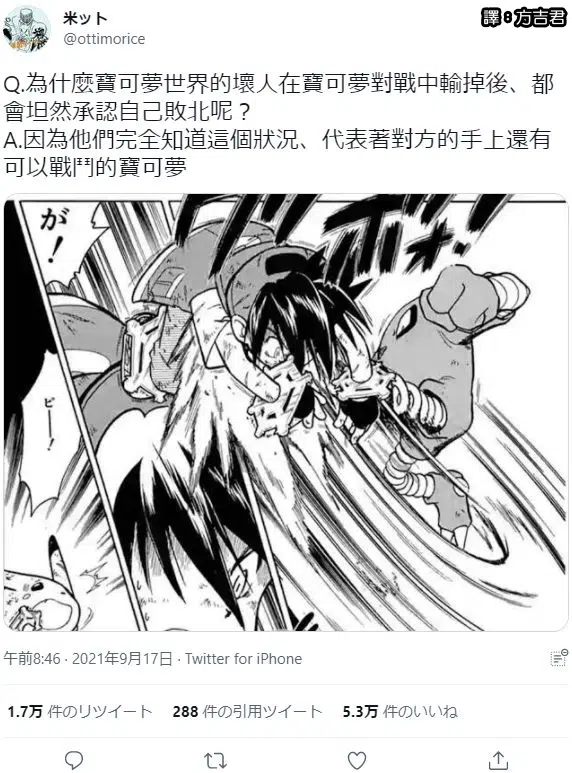 米ット
@ottimorice
譯8方吉君
Q.為什麼寶可夢世界的壞人在寶可夢對戰中輸掉後、都
會坦然承認自己敗北呢？
A.因為他們完全知道這個狀況、代表著對方的手上還有
可以戰鬥的寶可夢
が！
ドガォ！
ピー！
午前8:46 · 2021年9月17日 · Twitter for iPhone
1.7万 件のリツイート 288 件の引用ツイート 5.3万 件のいいね